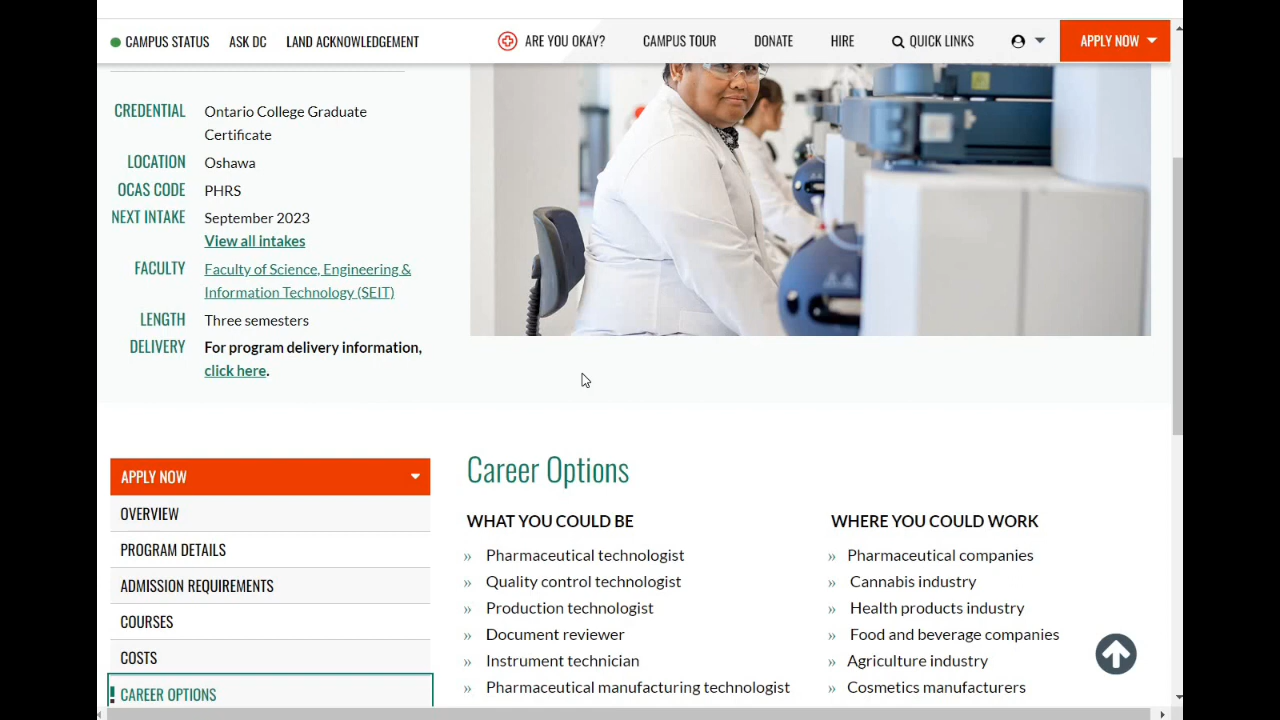 CAMPUS STATUS ASK DC LAND ACKNOWLEDGEMENT ARE YOU OKAY? CAMPUS TOUR DONATE HIRE QUICK LINKS APPLY NOW
CREDENTIAL Ontario College Graduate
Certificate
LOCATION Oshawa
OCAS CODE PHRS
NEXT INTAKE September 2023
View all intakes
FACULTY Faculty of Science, Engineering &
Information Technology (SEIT)
LENGTH Three semesters
DELIVERY For program delivery information,
click here.
APPLY NOW
OVERVIEW
PROGRAM DETAILS
ADMISSION REQUIREMENTS
COURSES
COSTS
CAREER OPTIONS
Career Options
WHAT YOU COULD BE
» Pharmaceutical technologist
» Quality control technologist
» Production technologist
» Document reviewer
» Instrument technician
» Pharmaceutical manufacturing technologist
WHERE YOU COULD WORK
» Pharmaceutical companies
» Cannabis industry
» Health products industry
» Food and beverage companies
» Agriculture industry
» Cosmetics manufacturers